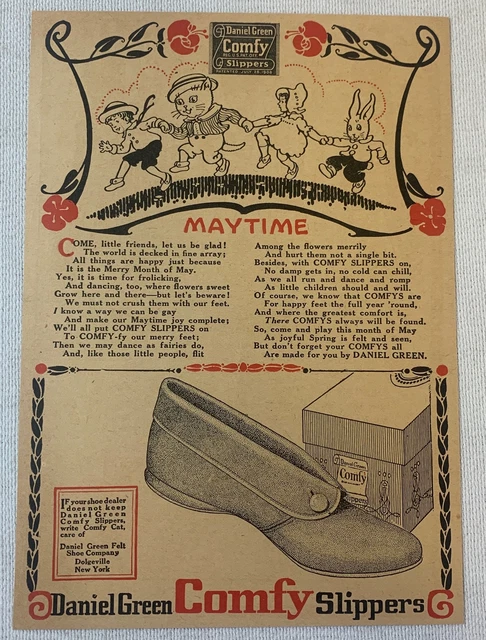 Daniel Green
Comfy
REG. U.S. PAT. OFF.
Slippers
MAYTIME
COME, little friends, let us be glad!
The world is decked in fine array;
All things are happy just because
It is the Merry Month of May.
Yes, it is time for frolicking,
And dancing, too, where flowers sweet
Grow here and there—but let's beware!
We must not crush them with our feet.
I know a way we can be gay
And make our Maytime joy complete;
We'll all put COMFY SLIPPERS on
To COMFY-fy our merry feet;
Then we may dance as fairies do,
And, like those little people, flit
Among the flowers merrily
And hurt them not a single bit.
Besides, with COMFY SLIPPERS on,
No damp gets in, no cold can chill,
As we all run and dance and romp
As little children should and will.
Of course, we know that COMFYS are
For happy feet the full year 'round,
And where the greatest comfort is,
There COMFYS always will be found.
So, come and play this month of May
As joyful Spring is felt and seen,
But don't forget your COMFYS all
Are made for you by DANIEL GREEN.
Daniel Green
Comfy
Slippers
If your shoe dealer
does not keep
Daniel Green
Comfy Slippers,
write Comfy Cat,
care of
Daniel Green Felt
Shoe Company
Dolgeville
New York
Daniel Green Comfy Slippers